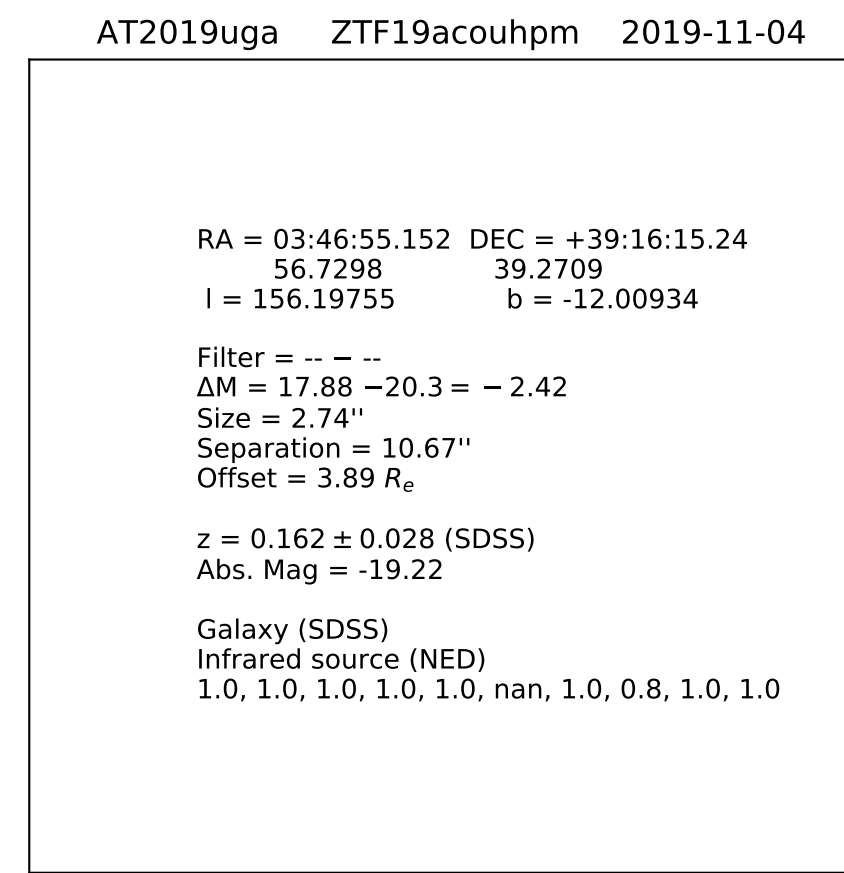 AT2019uga ZTF19acouhpm 2019-11-04
RA = 03:46:55.152 DEC = +39:16:15.24
56.7298 39.2709
l = 156.19755 b = -12.00934
Filter = -- − --
ΔM = 17.88 −20.3 = − 2.42
Size = 2.74''
Separation = 10.67''
Offset = 3.89 Rₑ
z = 0.162 ± 0.028 (SDSS)
Abs. Mag = -19.22
Galaxy (SDSS)
Infrared source (NED)
1.0, 1.0, 1.0, 1.0, 1.0, nan, 1.0, 0.8, 1.0, 1.0